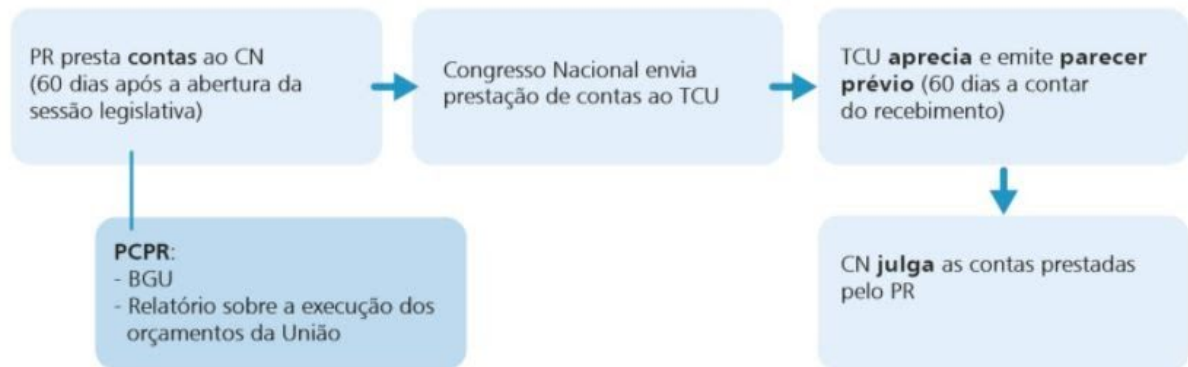 PR presta contas ao CN
(60 dias após a abertura da
sessão legislativa)
Congresso Nacional envia
prestação de contas ao TCU
TCU aprecia e emite parecer
prévio (60 dias a contar
do recebimento)
PCPR:
- BGU
- Relatório sobre a execução dos
orçamentos da União
CN julga as contas prestadas
pelo PR